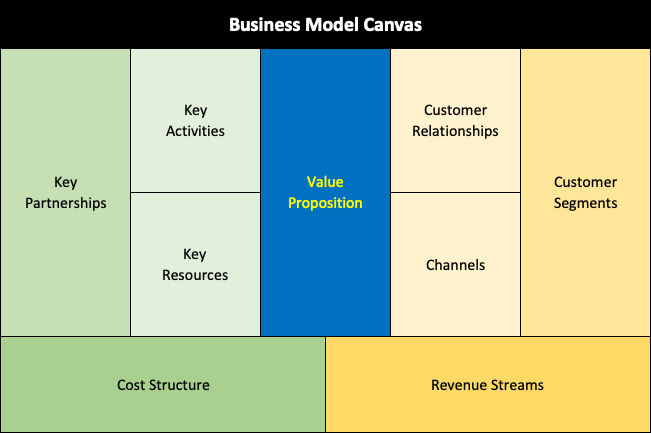 Business Model Canvas
Key
Partnerships
Key
Activities
Key
Resources
Value
Proposition
Customer
Relationships
Channels
Customer
Segments
Cost Structure
Revenue Streams